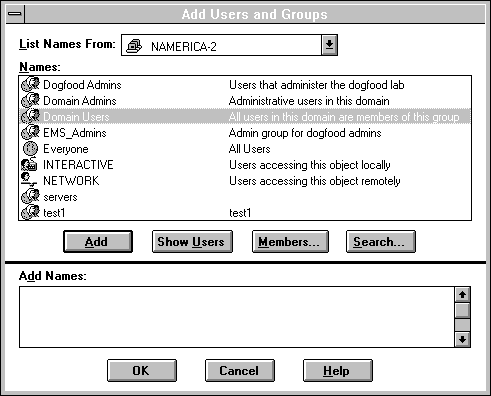 Add Users and Groups
List Names From: NAMERICA-2
Names:
Dogfood Admins Users that administer the dogfood lab
Domain Admins Administrative users in this domain
Domain Users All users in this domain are members of this group
EMS_Admins Admin group for dogfood admins
Everyone All Users
INTERACTIVE Users accessing this object locally
NETWORK Users accessing this object remotely
servers
test1 test1
Add Show Users Members... Search...
Add Names:
OK Cancel Help